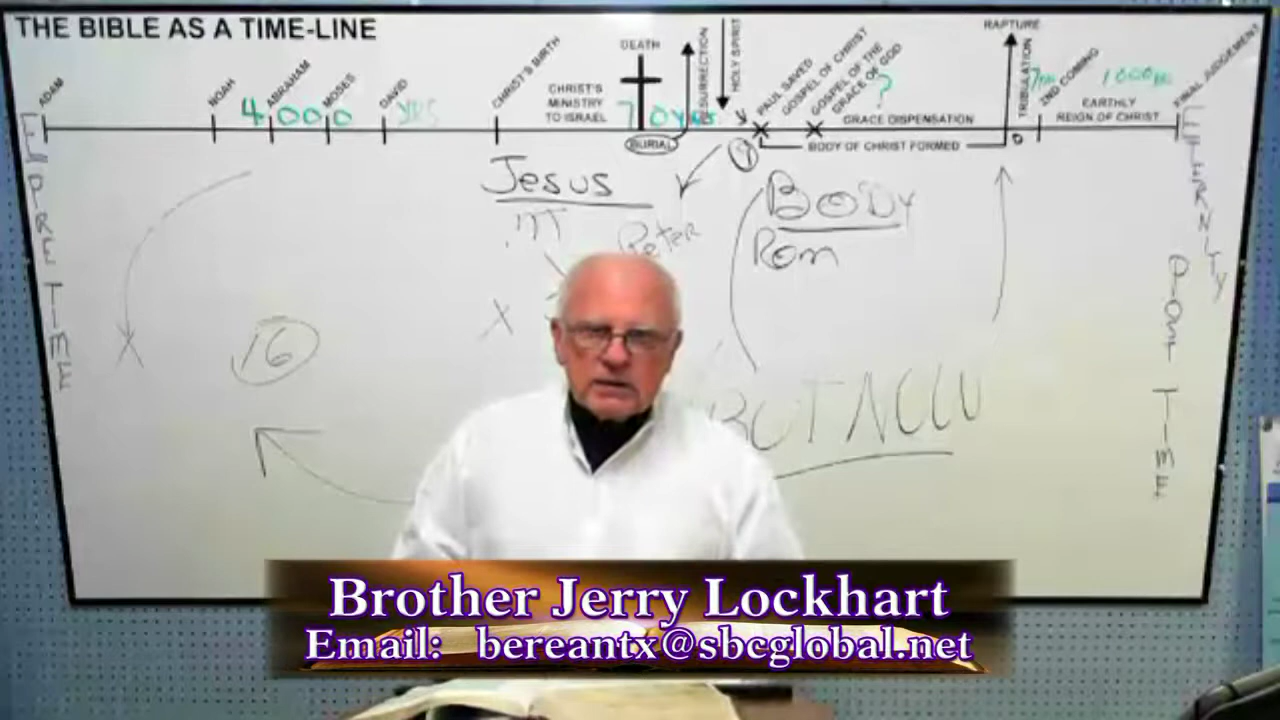 THE BIBLE AS A TIME-LINE
ADAM
NOAH
ABRAHAM
MOSES
DAVID
CHRIST'S BIRTH
CHRIST'S
MINISTRY
TO ISRAEL
DEATH
BURIAL
RESURRECTION
HOLY SPIRIT
PAUL SAVED
GOSPEL OF CHRIST
GOSPEL OF THE
GRACE OF GOD
?
GRACE DISPENSATION
BODY OF CHRIST FORMED
RAPTURE
TRIBULATION
2ND COMING
1000
EARTHLY
REIGN OF CHRIST
FINAL JUDGEMENT
4000 YRS
Jesus
Peter
BODY
Rom
16
BUT NOW
Brother Jerry Lockhart
Email: bereantx@sbcglobal.net